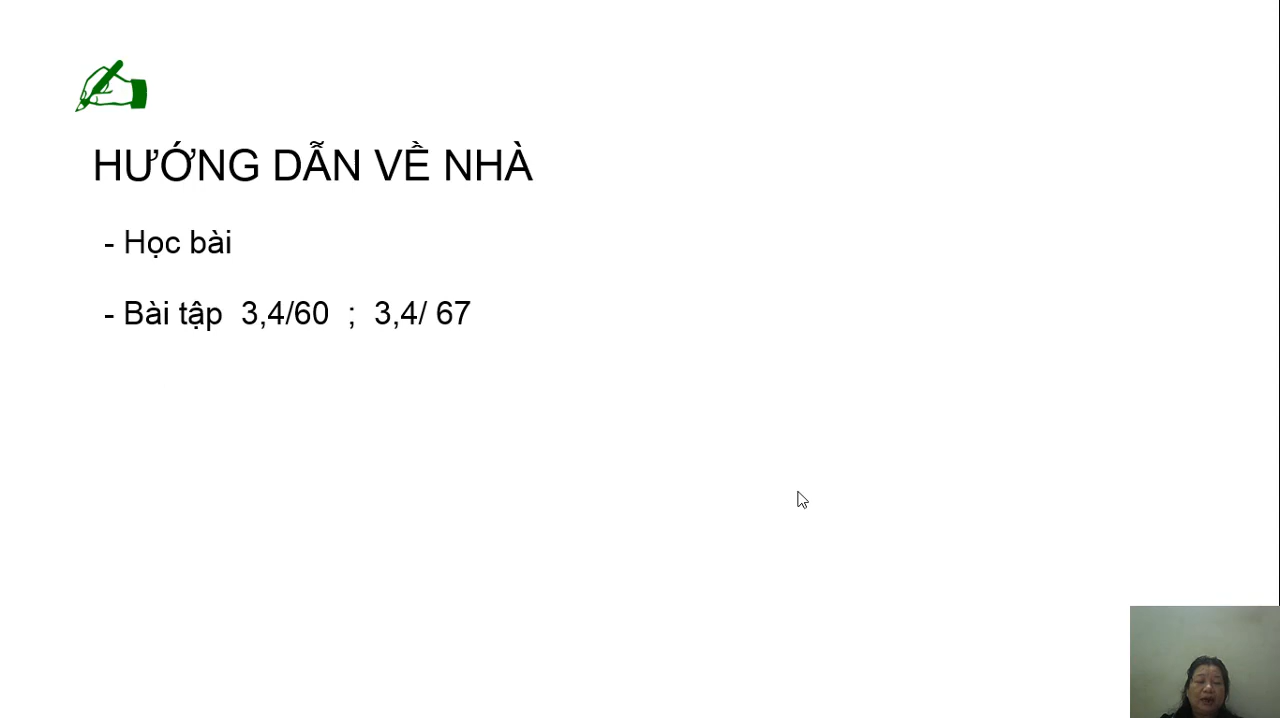 HƯỚNG DẪN VỀ NHÀ
- Học bài
- Bài tập 3,4/60 ; 3,4/ 67